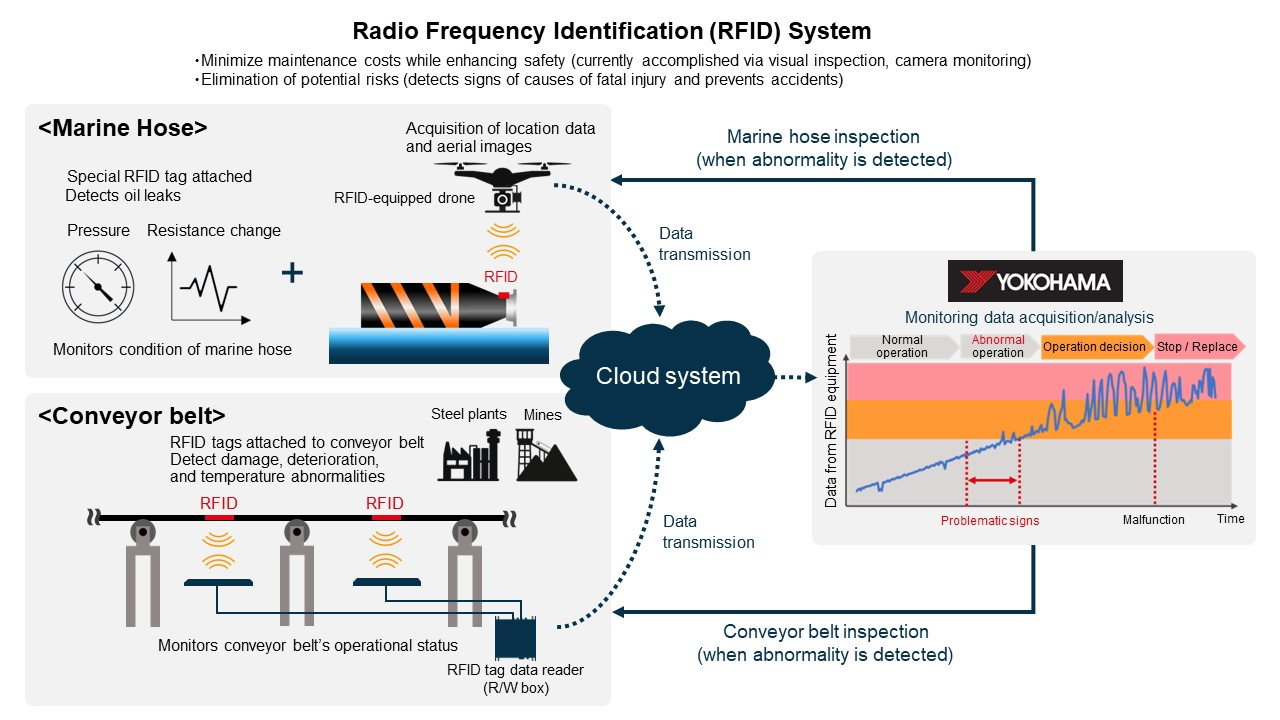 Radio Frequency Identification (RFID) System
・Minimize maintenance costs while enhancing safety (currently accomplished via visual inspection, camera monitoring)
・Elimination of potential risks (detects signs of causes of fatal injury and prevents accidents)
<Marine Hose>
Acquisition of location data
and aerial images
Special RFID tag attached
Detects oil leaks
RFID-equipped drone
Pressure
Resistance change
+
RFID
Monitors condition of marine hose
Data
transmission
Marine hose inspection
(when abnormality is detected)
Cloud system
<Conveyor belt>
Steel plants
Mines
RFID tags attached to conveyor belt
Detect damage, deterioration,
and temperature abnormalities
RFID
RFID
Monitors conveyor belt's operational status
RFID tag data reader
(R/W box)
Data
transmission
Conveyor belt inspection
(when abnormality is detected)
YOKOHAMA
Monitoring data acquisition/analysis
Normal
operation
Abnormal
operation
Operation decision
Stop / Replace
Data from RFID equipment
Problematic signs
Malfunction
Time